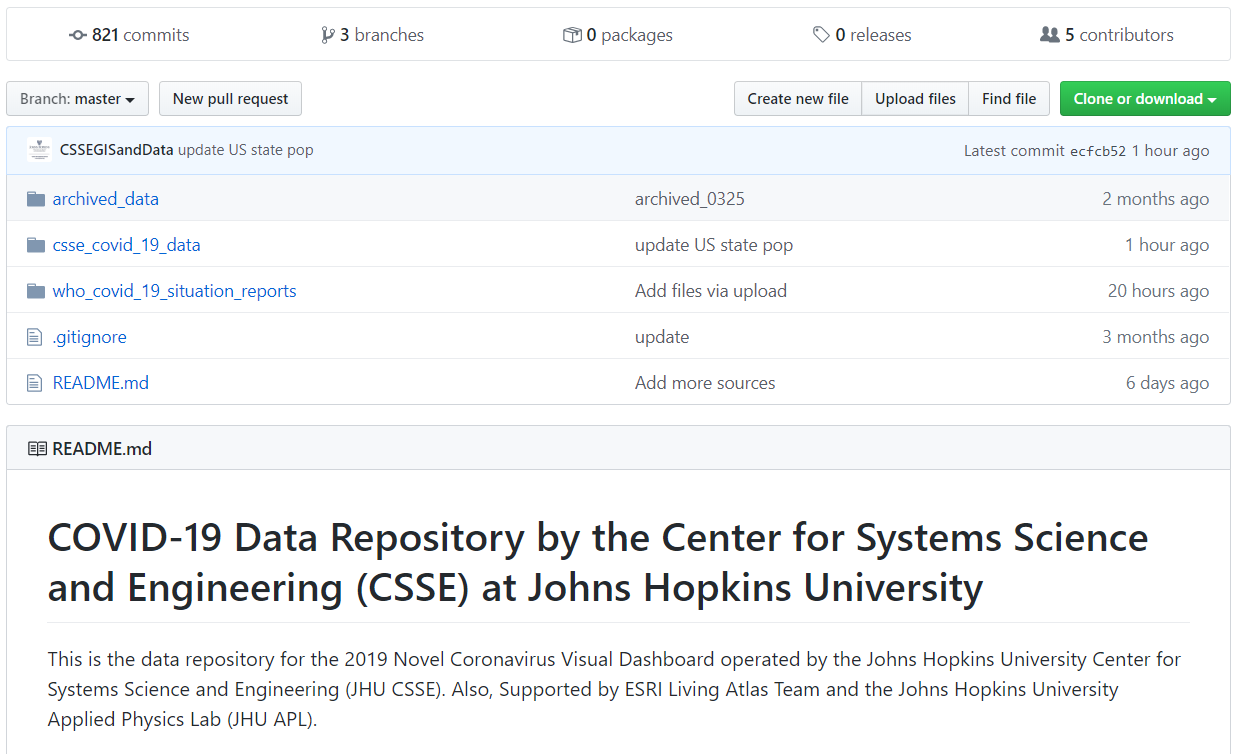 821 commits 3 branches 0 packages 0 releases 5 contributors
Branch: master New pull request Create new file Upload files Find file Clone or download
CSSEGISandData update US state pop Latest commit ecfcb52 1 hour ago
archived_data archived_0325 2 months ago
csse_covid_19_data update US state pop 1 hour ago
who_covid_19_situation_reports Add files via upload 20 hours ago
.gitignore update 3 months ago
README.md Add more sources 6 days ago
README.md
COVID-19 Data Repository by the Center for Systems Science
and Engineering (CSSE) at Johns Hopkins University
This is the data repository for the 2019 Novel Coronavirus Visual Dashboard operated by the Johns Hopkins University Center for
Systems Science and Engineering (JHU CSSE). Also, Supported by ESRI Living Atlas Team and the Johns Hopkins University
Applied Physics Lab (JHU APL).